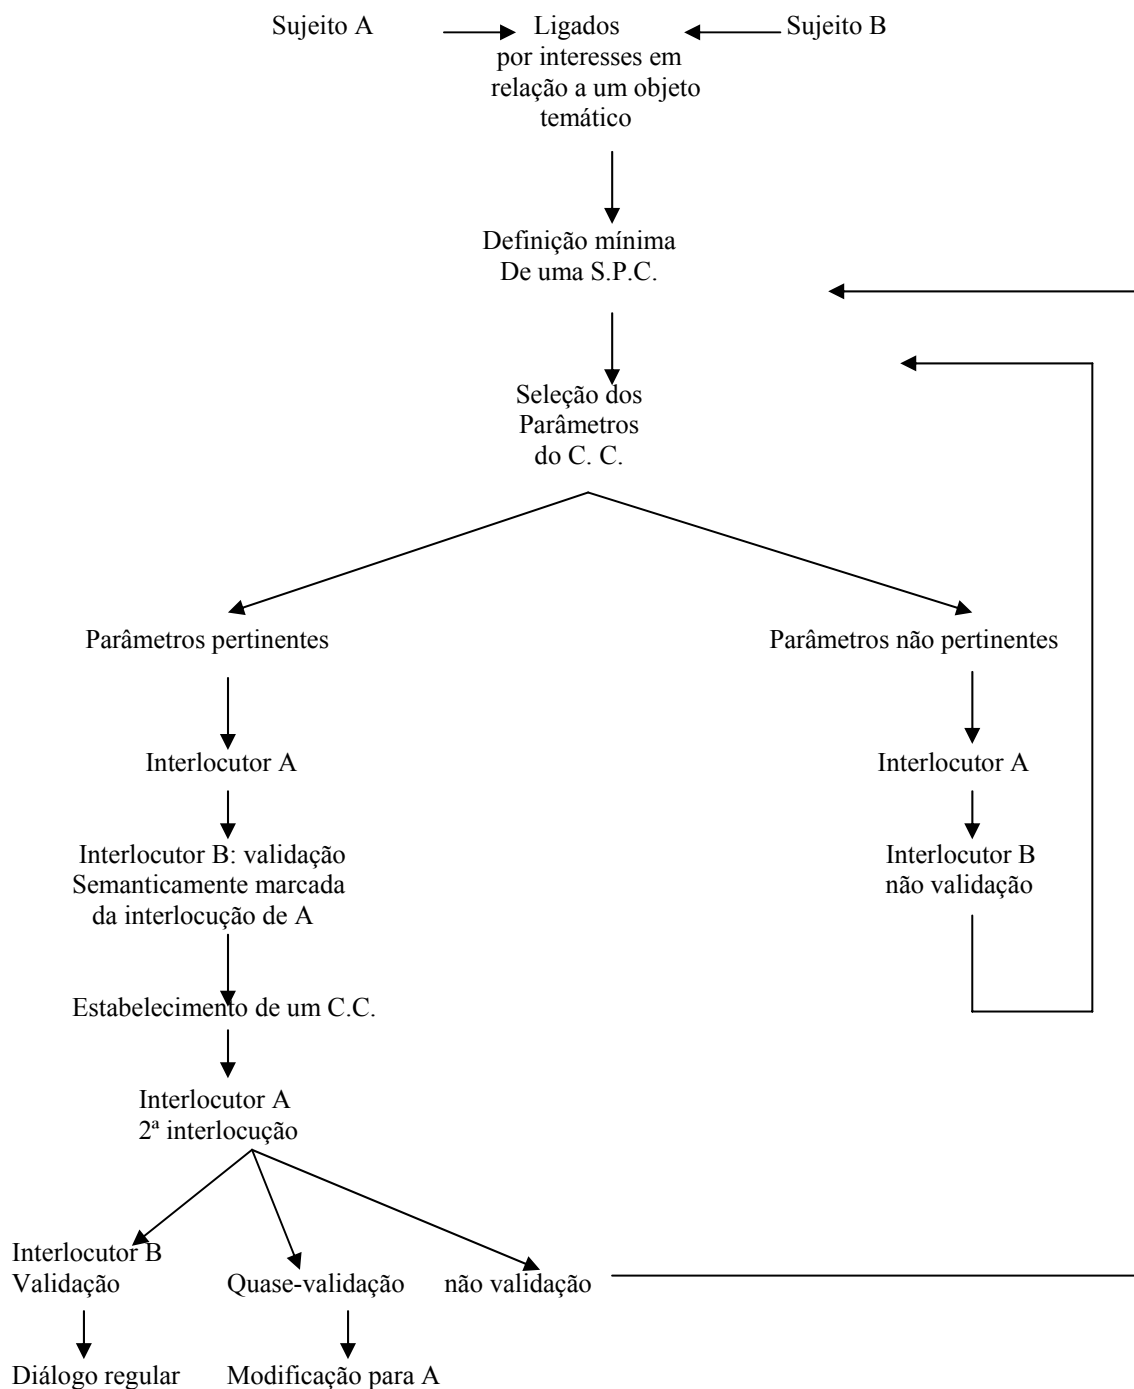 Sujeito A
Ligados
Sujeito B
por interesses em
relação a um objeto
temático
Definição mínima
De uma S.P.C.
Seleção dos
Parâmetros
do C. C.
Parâmetros pertinentes
Parâmetros não pertinentes
Interlocutor A
Interlocutor A
Interlocutor B: validação
Semanticamente marcada
da interlocução de A
Interlocutor B
não validação
Estabelecimento de um C.C.
Interlocutor A
2ª interlocução
Interlocutor B
Validação
Quase-validação
não validação
Diálogo regular
Modificação para A